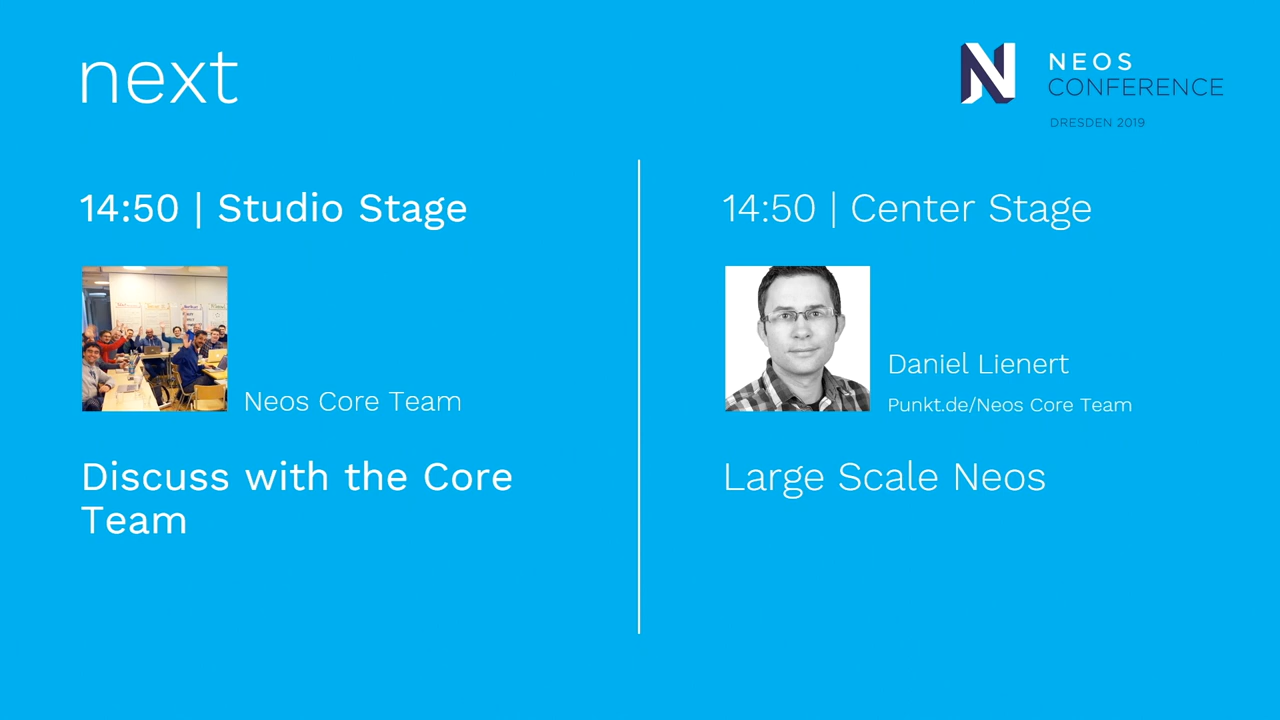 next
NEOS
CONFERENCE
DRESDEN 2019
14:50 | Studio Stage
Neos Core Team
Discuss with the Core
Team
14:50 | Center Stage
Daniel Lienert
Punkt.de/Neos Core Team
Large Scale Neos